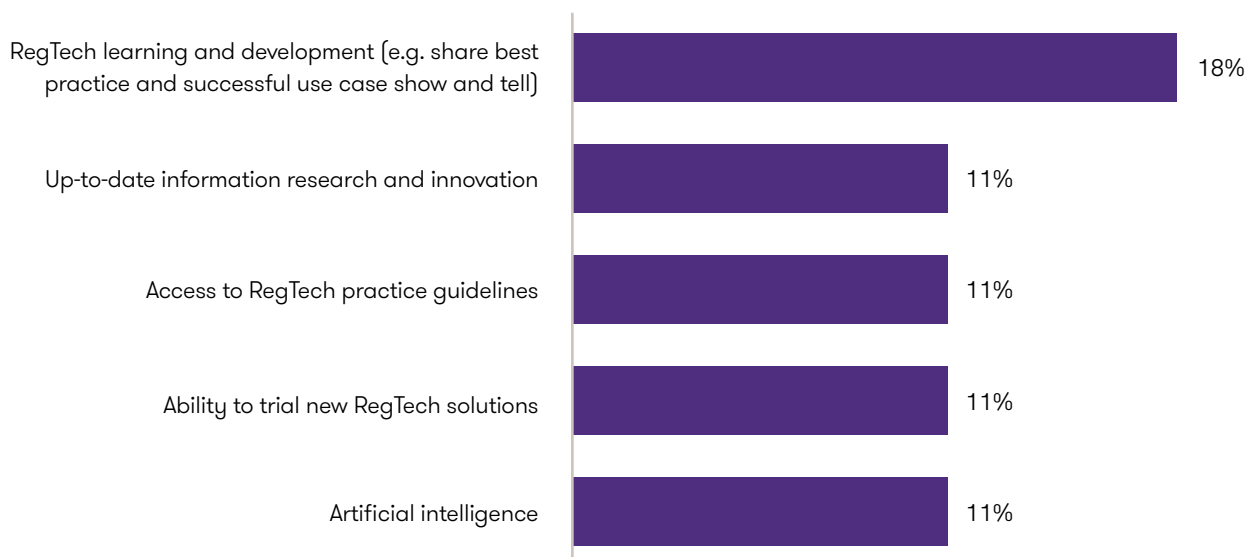 RegTech learning and development (e.g. share best
practice and successful use case show and tell)
18%
Up-to-date information research and innovation
11%
Access to RegTech practice guidelines
11%
Ability to trial new RegTech solutions
11%
Artificial intelligence
11%